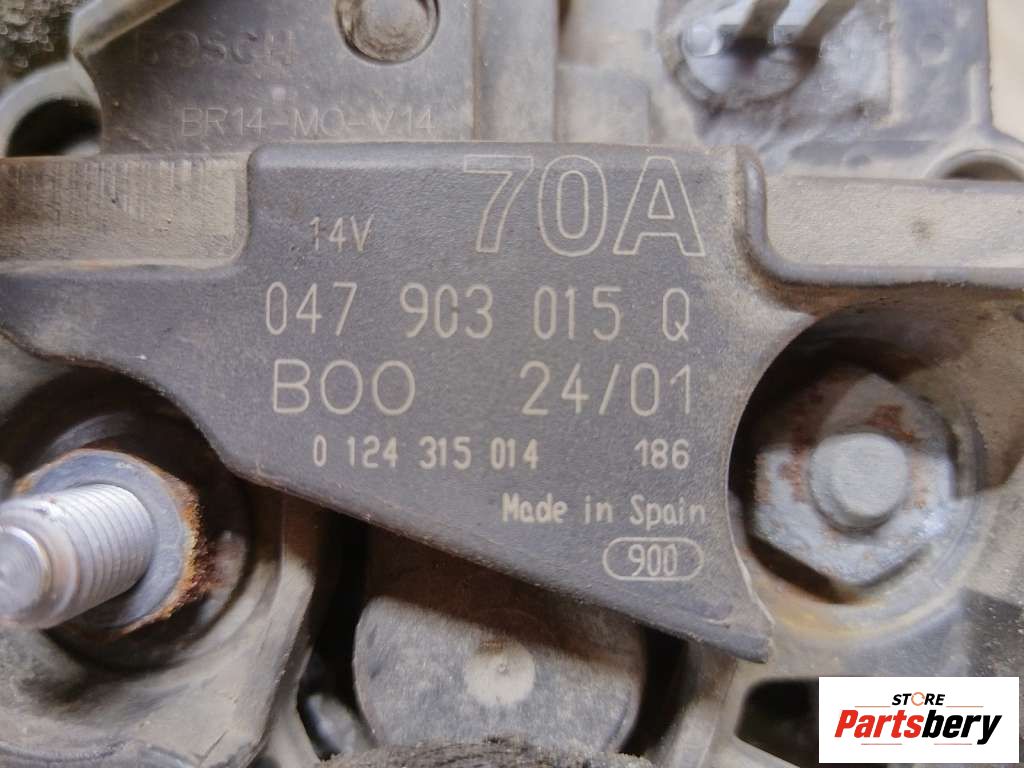 BOSCH
BR14-MO-V14
70A
14V
047 903 015 Q
BOO 24/01
0 124 315 014 186
Made in Spain
900
STORE
Partsbery